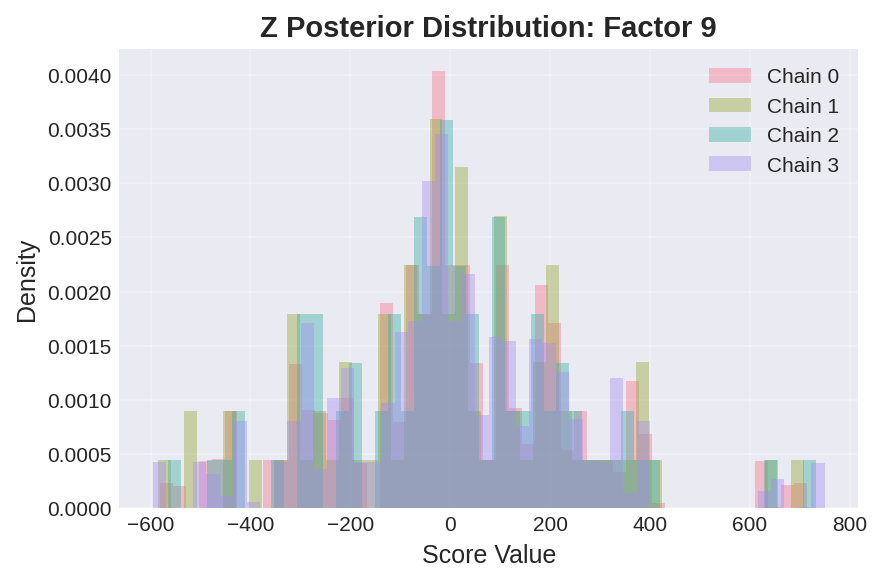 Z Posterior Distribution: Factor 9
Chain 0
Chain 1
Chain 2
Chain 3
Density
0.0040
0.0035
0.0030
0.0025
0.0020
0.0015
0.0010
0.0005
0.0000
−600 −400 −200 0 200 400 600 800
Score Value